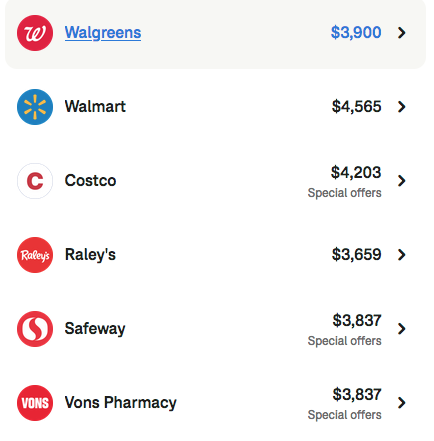 W
Walgreens $3,900
Walmart $4,565
C
Costco $4,203
Special offers
Raley's
Raley's $3,659
Safeway $3,837
Special offers
VONS
Vons Pharmacy $3,837
Special offers